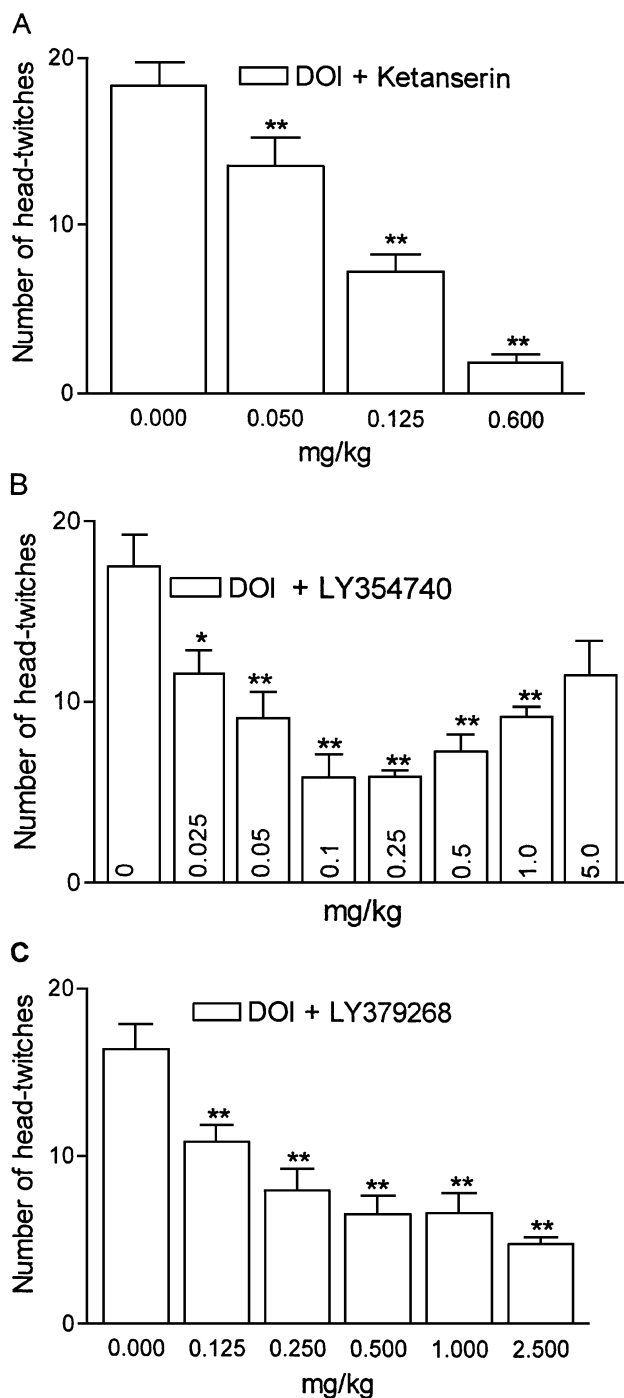 A
20
DOI + Ketanserin
**
**
**
10
0
Number of head-twitches
0.000 0.050 0.125 0.600
mg/kg
B
20
DOI + LY354740
*
**
**
**
**
**
10
0
Number of head-twitches
0 0.025 0.05 0.1 0.25 0.5 1.0 5.0
mg/kg
C
20
DOI + LY379268
**
**
**
**
**
10
0
Number of head-twitches
0.000 0.125 0.250 0.500 1.000 2.500
mg/kg